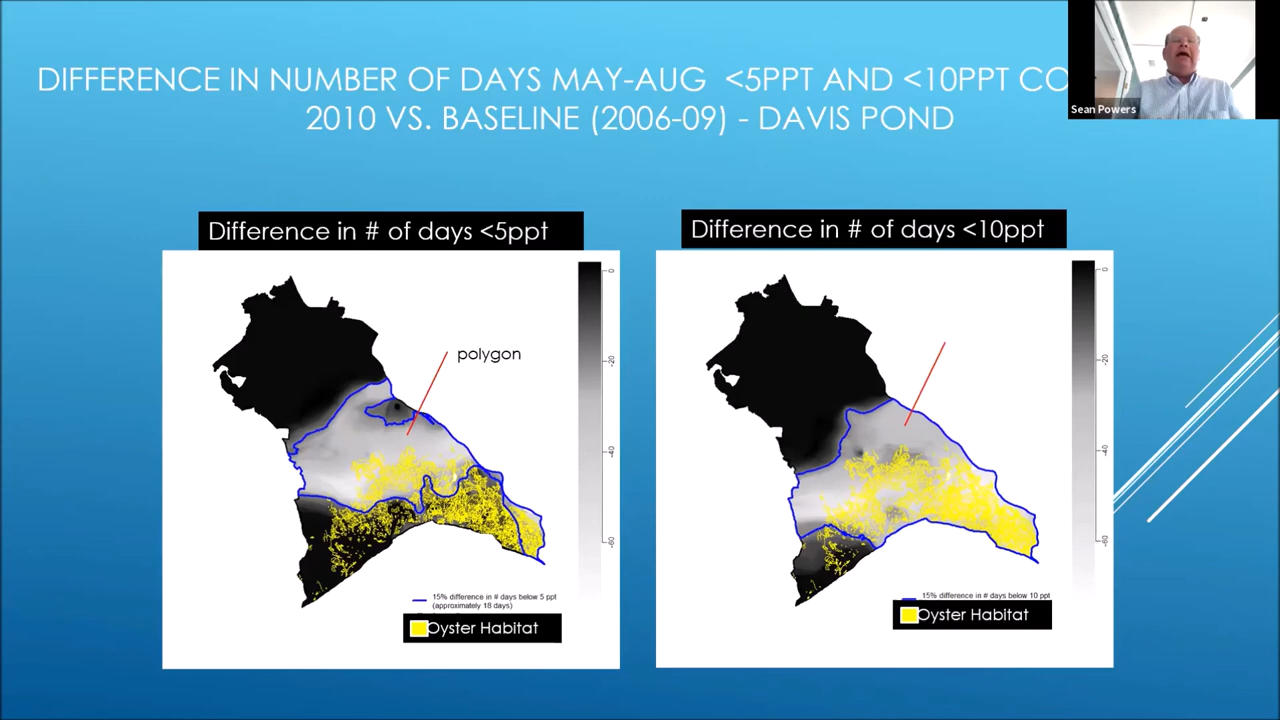 DIFFERENCE IN NUMBER OF DAYS MAY-AUG <5PPT AND <10PPT CO
2010 VS. BASELINE (2006-09) - DAVIS POND
Sean Powers
Difference in # of days <5ppt
polygon
0
-20
-40
-60
15% difference in # days below 5 ppt
(approximately 18 days)
Oyster Habitat
Difference in # of days <10ppt
0
-20
-40
-60
15% difference in # days below 10 ppt
Oyster Habitat